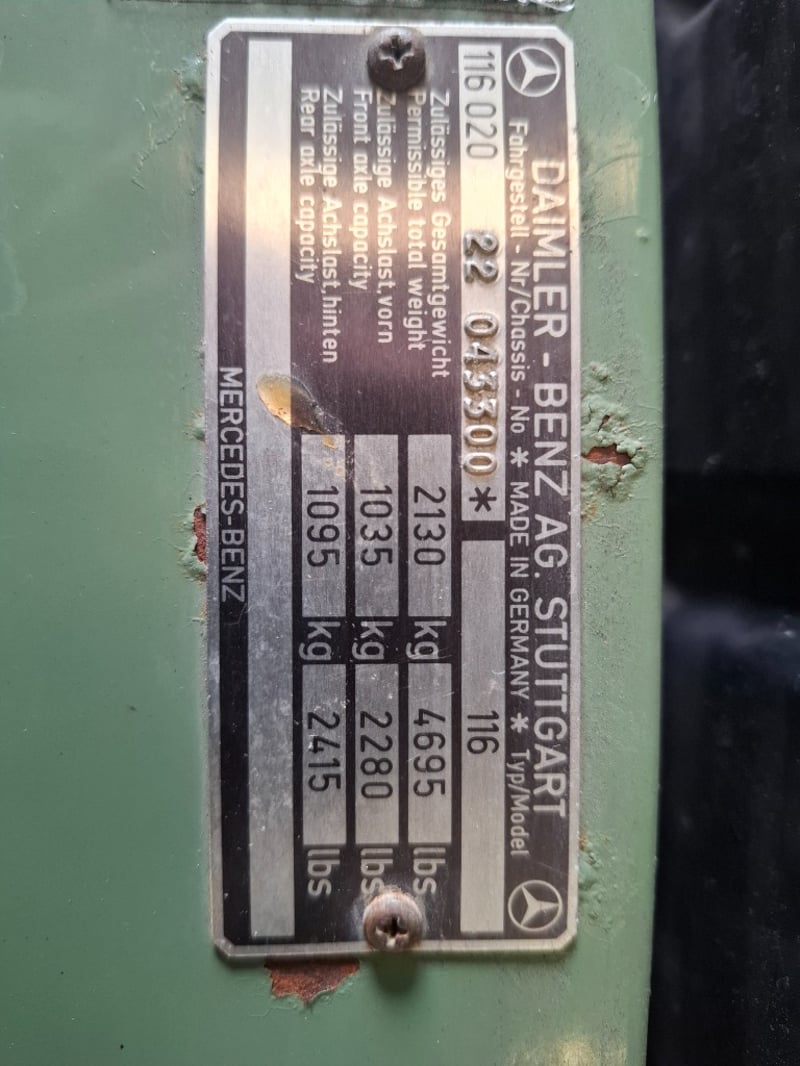 DAIMLER - BENZ AG. STUTTGART
Fahrgestell - Nr/Chassis - No * MADE IN GERMANY * Typ/Model
116 020 22 043300* 116
Zulässiges Gesamtgewicht
Permissible total weight 2130 kg 4695 lbs
Zulässige Achslast,vorn
Front axle capacity 1035 kg 2280 lbs
Zulässige Achslast,hinten
Rear axle capacity 1095 kg 2415 lbs
MERCEDES-BENZ